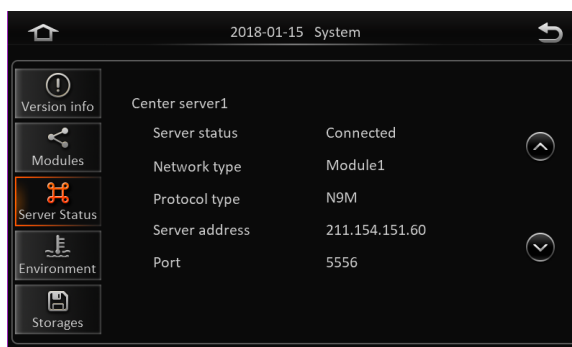 2018-01-15 System
Version info
Modules
Server Status
Environment
Storages
Center server1
Server status Connected
Network type Module1
Protocol type N9M
Server address 211.154.151.60
Port 5556